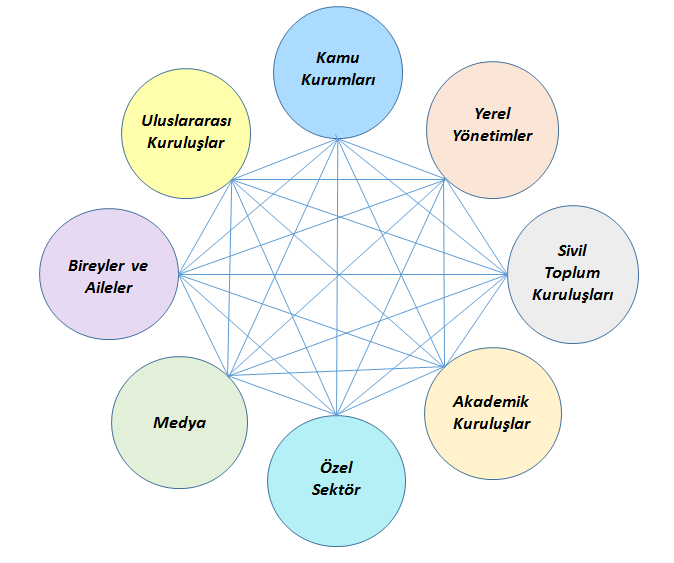 Kamu
Kurumları
Yerel
Yönetimler
Sivil
Toplum
Kuruluşları
Akademik
Kuruluşlar
Özel
Sektör
Medya
Bireyler ve
Aileler
Uluslararası
Kuruluşlar